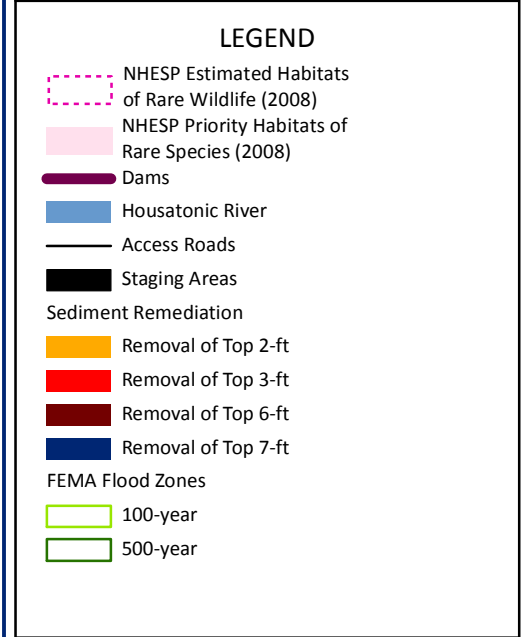 LEGEND
NHESP Estimated Habitats
of Rare Wildlife (2008)
NHESP Priority Habitats of
Rare Species (2008)
Dams
Housatonic River
Access Roads
Staging Areas
Sediment Remediation
Removal of Top 2-ft
Removal of Top 3-ft
Removal of Top 6-ft
Removal of Top 7-ft
FEMA Flood Zones
100-year
500-year